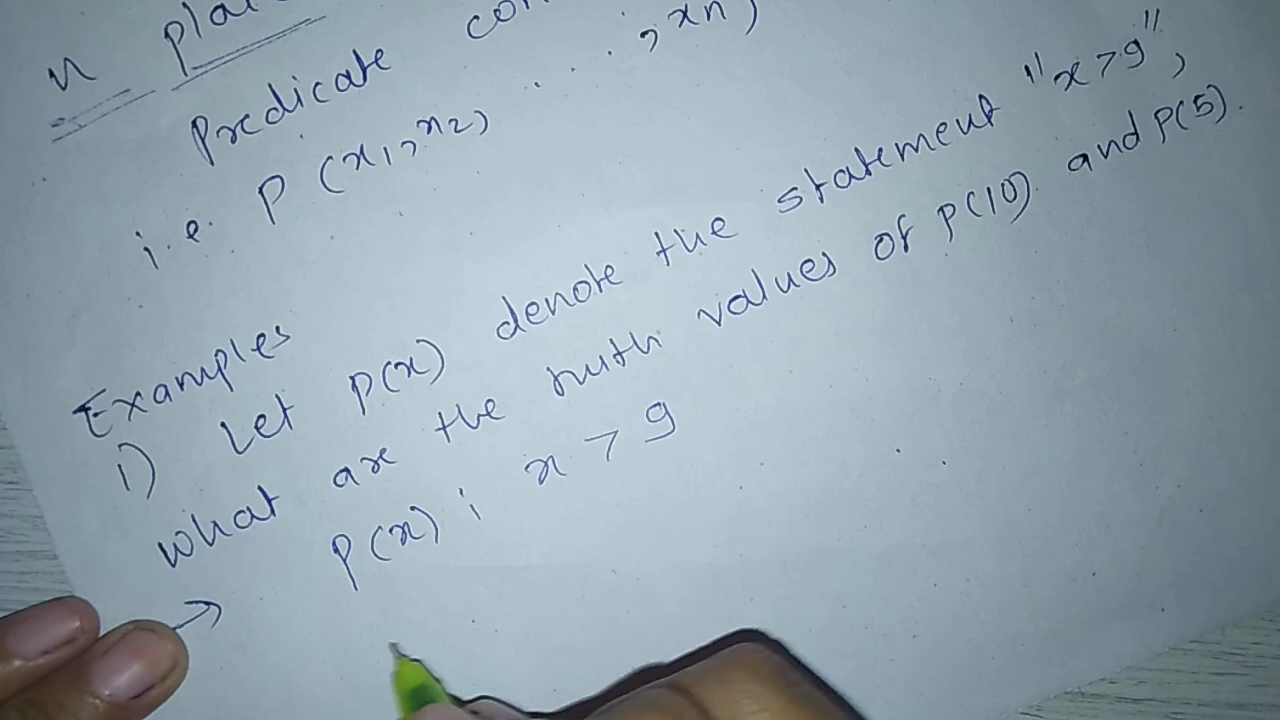 n
Predicate
i.e. P (x1, x2) . . . . , xn)
Examples
1) Let P(x) denote the statement "x > 9",
What are the truth values of P(10) and P(5).
→ P(x) ; x > 9